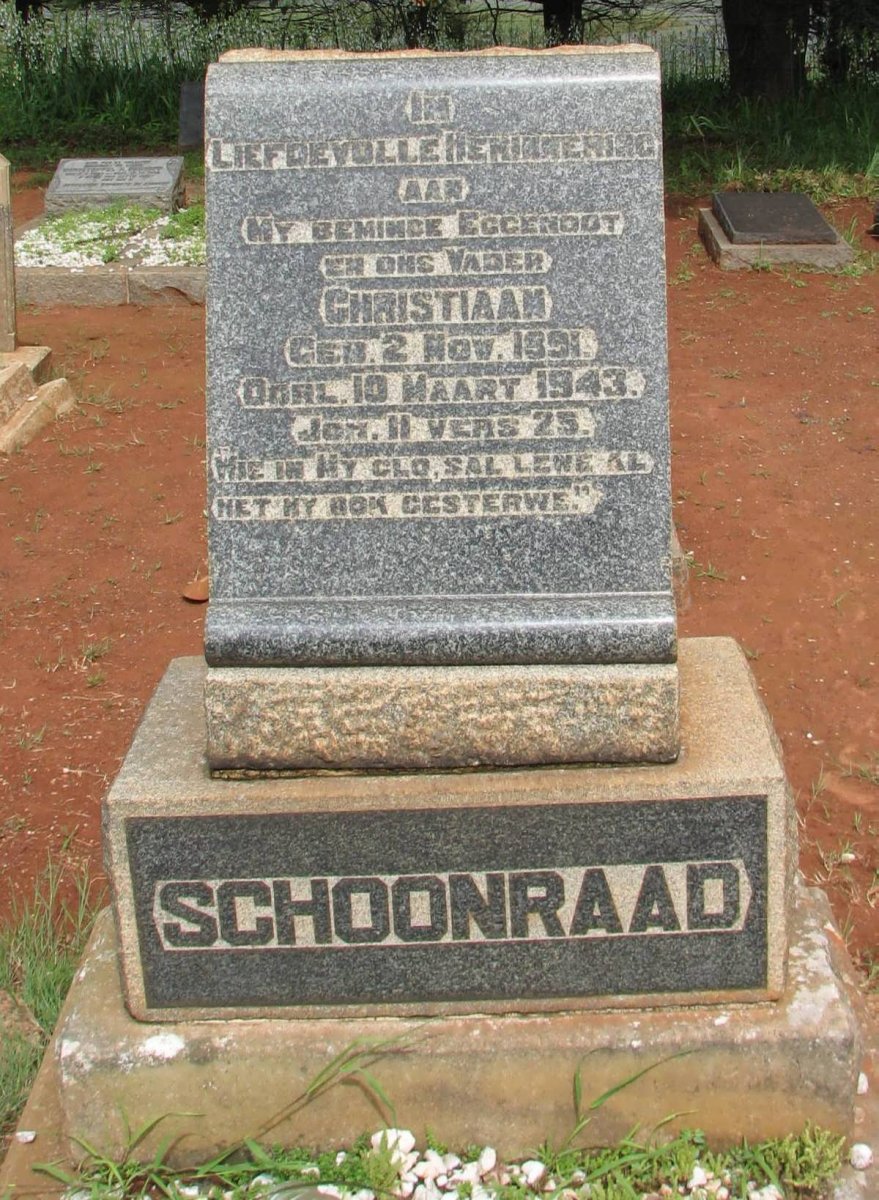 IN
LIEFDEVOLLE HERINNERING
AAN
MY BEMINDE EGGENOOT
EN ONS VADER
CHRISTIAAN
GEB. 2 NOV. 1891.
OORL. 10 MAART 1943.
JOH. 11 VERS 25.
"WIE IN MY GLO, SAL LEWE AL
HET HY OOK GESTERWE."
SCHOONRAAD